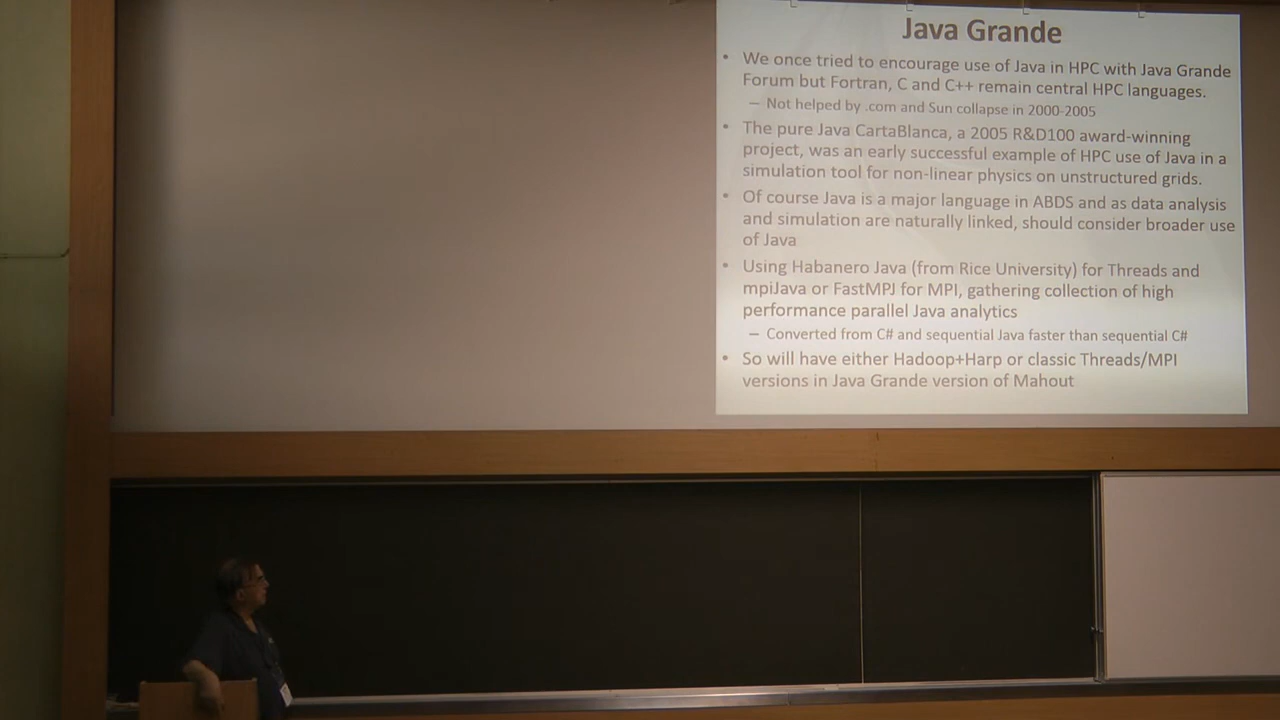 Java Grande
• We once tried to encourage use of Java in HPC with Java Grande
Forum but Fortran, C and C++ remain central HPC languages.
– Not helped by .com and Sun collapse in 2000-2005
• The pure Java CartaBlanca, a 2005 R&D100 award-winning
project, was an early successful example of HPC use of Java in a
simulation tool for non-linear physics on unstructured grids.
• Of course Java is a major language in ABDS and as data analysis
and simulation are naturally linked, should consider broader use
of Java
• Using Habanero Java (from Rice University) for Threads and
mpiJava or FastMPJ for MPI, gathering collection of high
performance parallel Java analytics
– Converted from C# and sequential Java faster than sequential C#
• So will have either Hadoop+Harp or classic Threads/MPI
versions in Java Grande version of Mahout